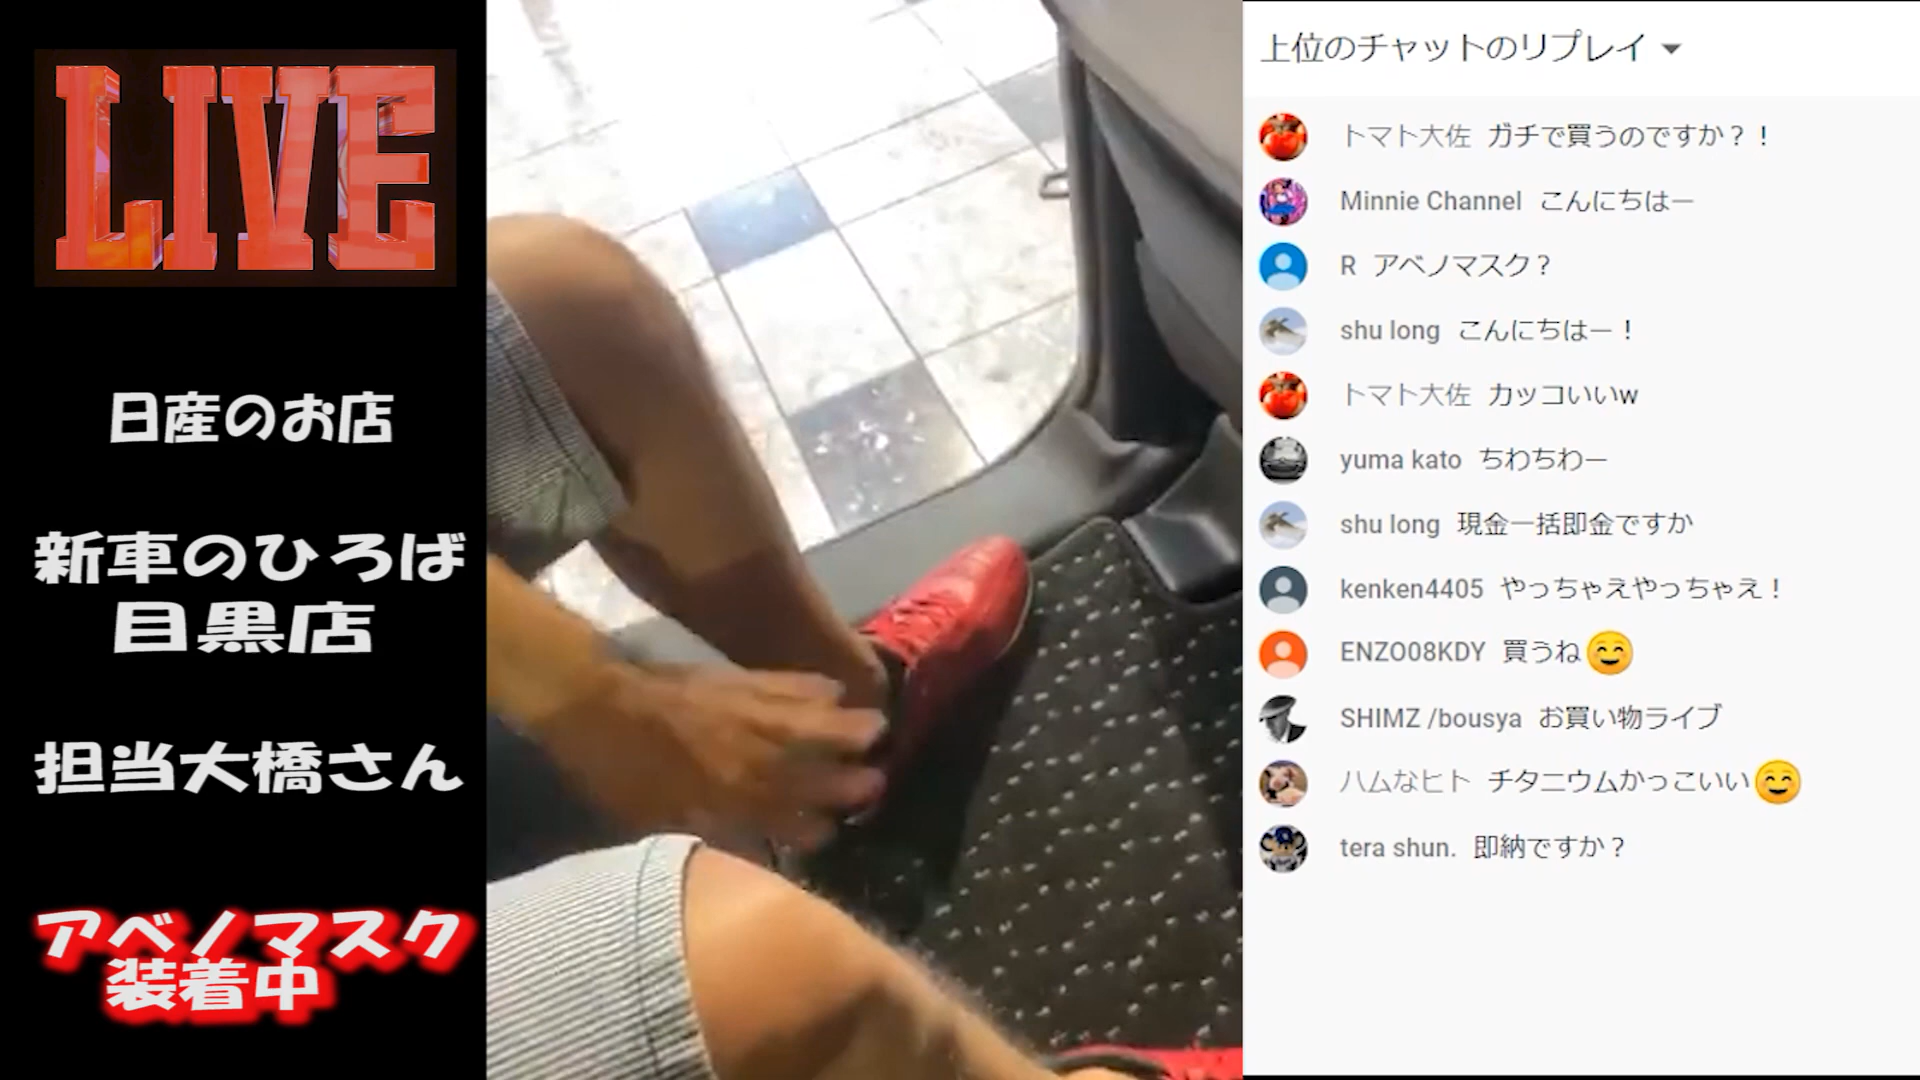 LIVE
日産のお店
新車のひろば
目黒店
担当大橋さん
アベノマスク
装着中
上位のチャットのリプレイ
トマト大佐 ガチで買うのですか？！
Minnie Channel こんにちはー
R アベノマスク？
shu long こんにちはー！
トマト大佐 カッコいいw
yuma kato ちわちわー
shu long 現金一括即金ですか
kenken4405 やっちゃえやっちゃえ！
ENZO08KDY 買うね😊
SHIMZ /bousya お買い物ライブ
ハムなヒト チタニウムかっこいい😊
tera shun. 即納ですか？